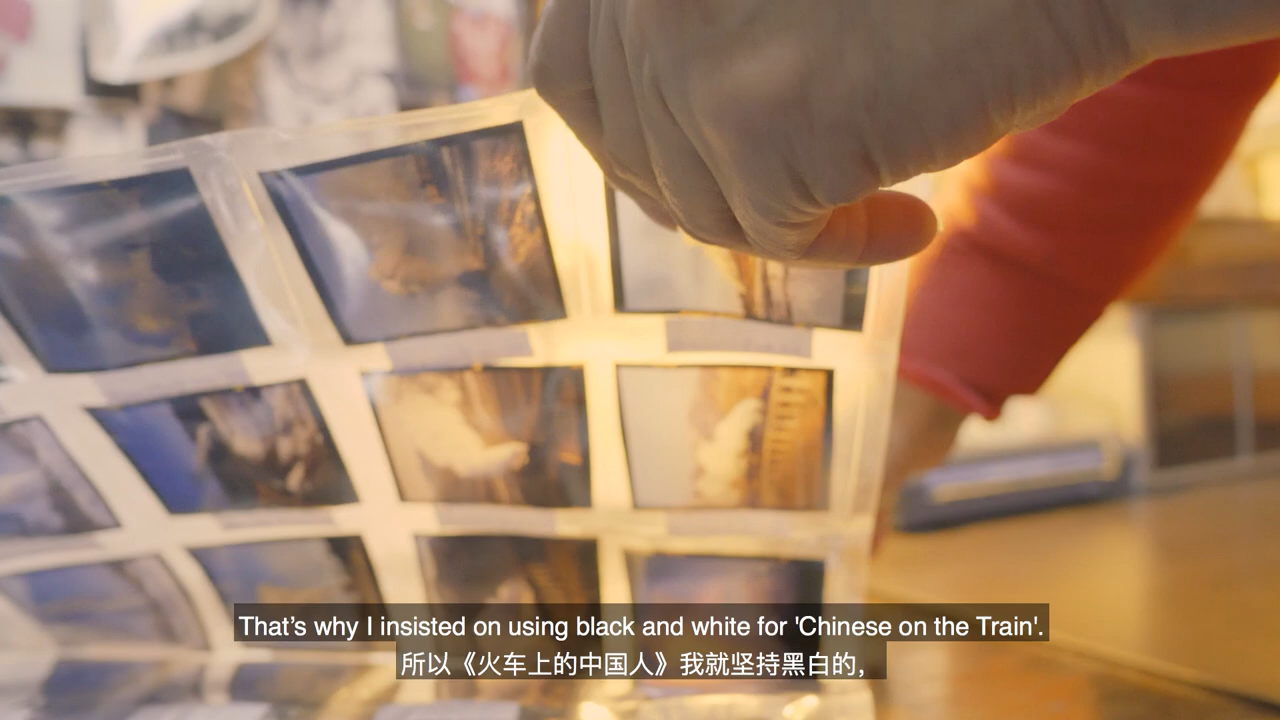 That’s why I insisted on using black and white for 'Chinese on the Train'.
所以《火车上的中国人》我就坚持黑白的，